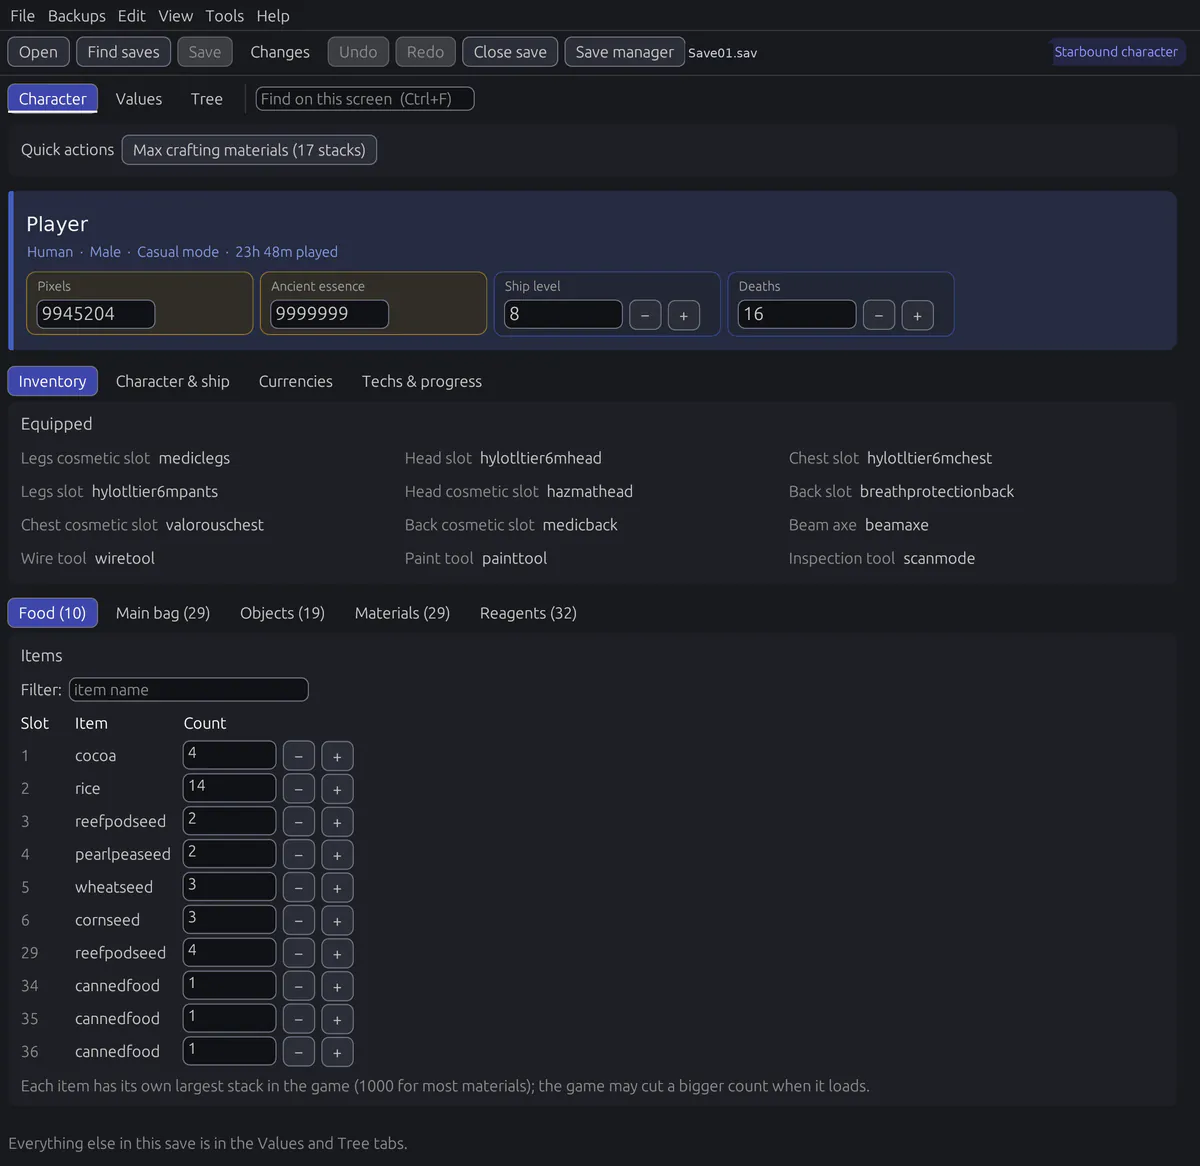 File Backups Edit View Tools Help
Open Find saves Save Changes Undo Redo Close save Save manager Save01.sav Starbound character
Character Values Tree Find on this screen (Ctrl+F)
Quick actions Max crafting materials (17 stacks)
Player
Human · Male · Casual mode · 23h 48m played
Pixels Ancient essence Ship level Deaths
9945204 9999999 8 – + 16 – +
Inventory Character & ship Currencies Techs & progress
Equipped
Legs cosmetic slot mediclegs Head slot hylotltier6mhead Chest slot hylotltier6mchest
Legs slot hylotltier6mpants Head cosmetic slot hazmathead Back slot breathprotectionback
Chest cosmetic slot valorouschest Back cosmetic slot medicback Beam axe beamaxe
Wire tool wiretool Paint tool painttool Inspection tool scanmode
Food (10) Main bag (29) Objects (19) Materials (29) Reagents (32)
Items
Filter: item name
Slot Item Count
1 cocoa 4 – +
2 rice 14 – +
3 reefpodseed 2 – +
4 pearlpeaseed 2 – +
5 wheatseed 3 – +
6 cornseed 3 – +
29 reefpodseed 4 – +
34 cannedfood 1 – +
35 cannedfood 1 – +
36 cannedfood 1 – +
Each item has its own largest stack in the game (1000 for most materials); the game may cut a bigger count when it loads.
Everything else in this save is in the Values and Tree tabs.